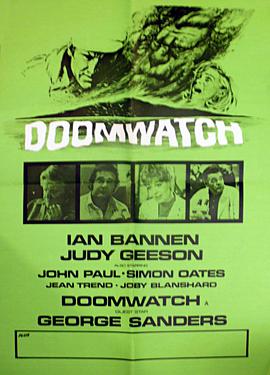 DOOMWATCH
IAN BANNEN
JUDY GEESON
ALSO STARRING
JOHN PAUL · SIMON OATES
JEAN TREND · JOBY BLANSHARD
DOOMWATCH A
GUEST STAR
GEORGE SANDERS
PLUS